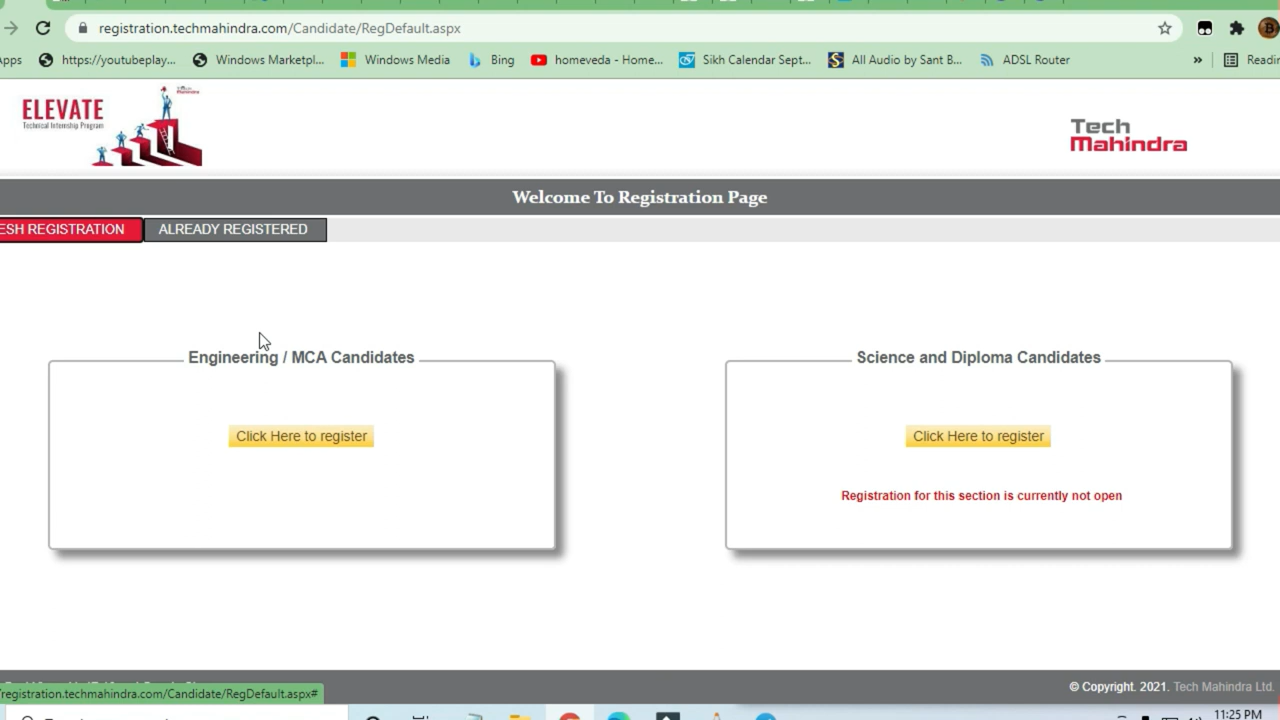 registration.techmahindra.com/Candidate/RegDefault.aspx
Apps https://youtubeplay... Windows Marketpl... Windows Media Bing homeveda - Home... Sikh Calendar Sept... All Audio by Sant B... ADSL Router » Readin
ELEVATE
Technical Internship Program
Tech
Mahindra
Welcome To Registration Page
ESH REGISTRATION ALREADY REGISTERED
Engineering / MCA Candidates
Click Here to register
Science and Diploma Candidates
Click Here to register
Registration for this section is currently not open
© Copyright. 2021. Tech Mahindra Ltd.
/registration.techmahindra.com/Candidate/RegDefault.aspx#
11:25 PM